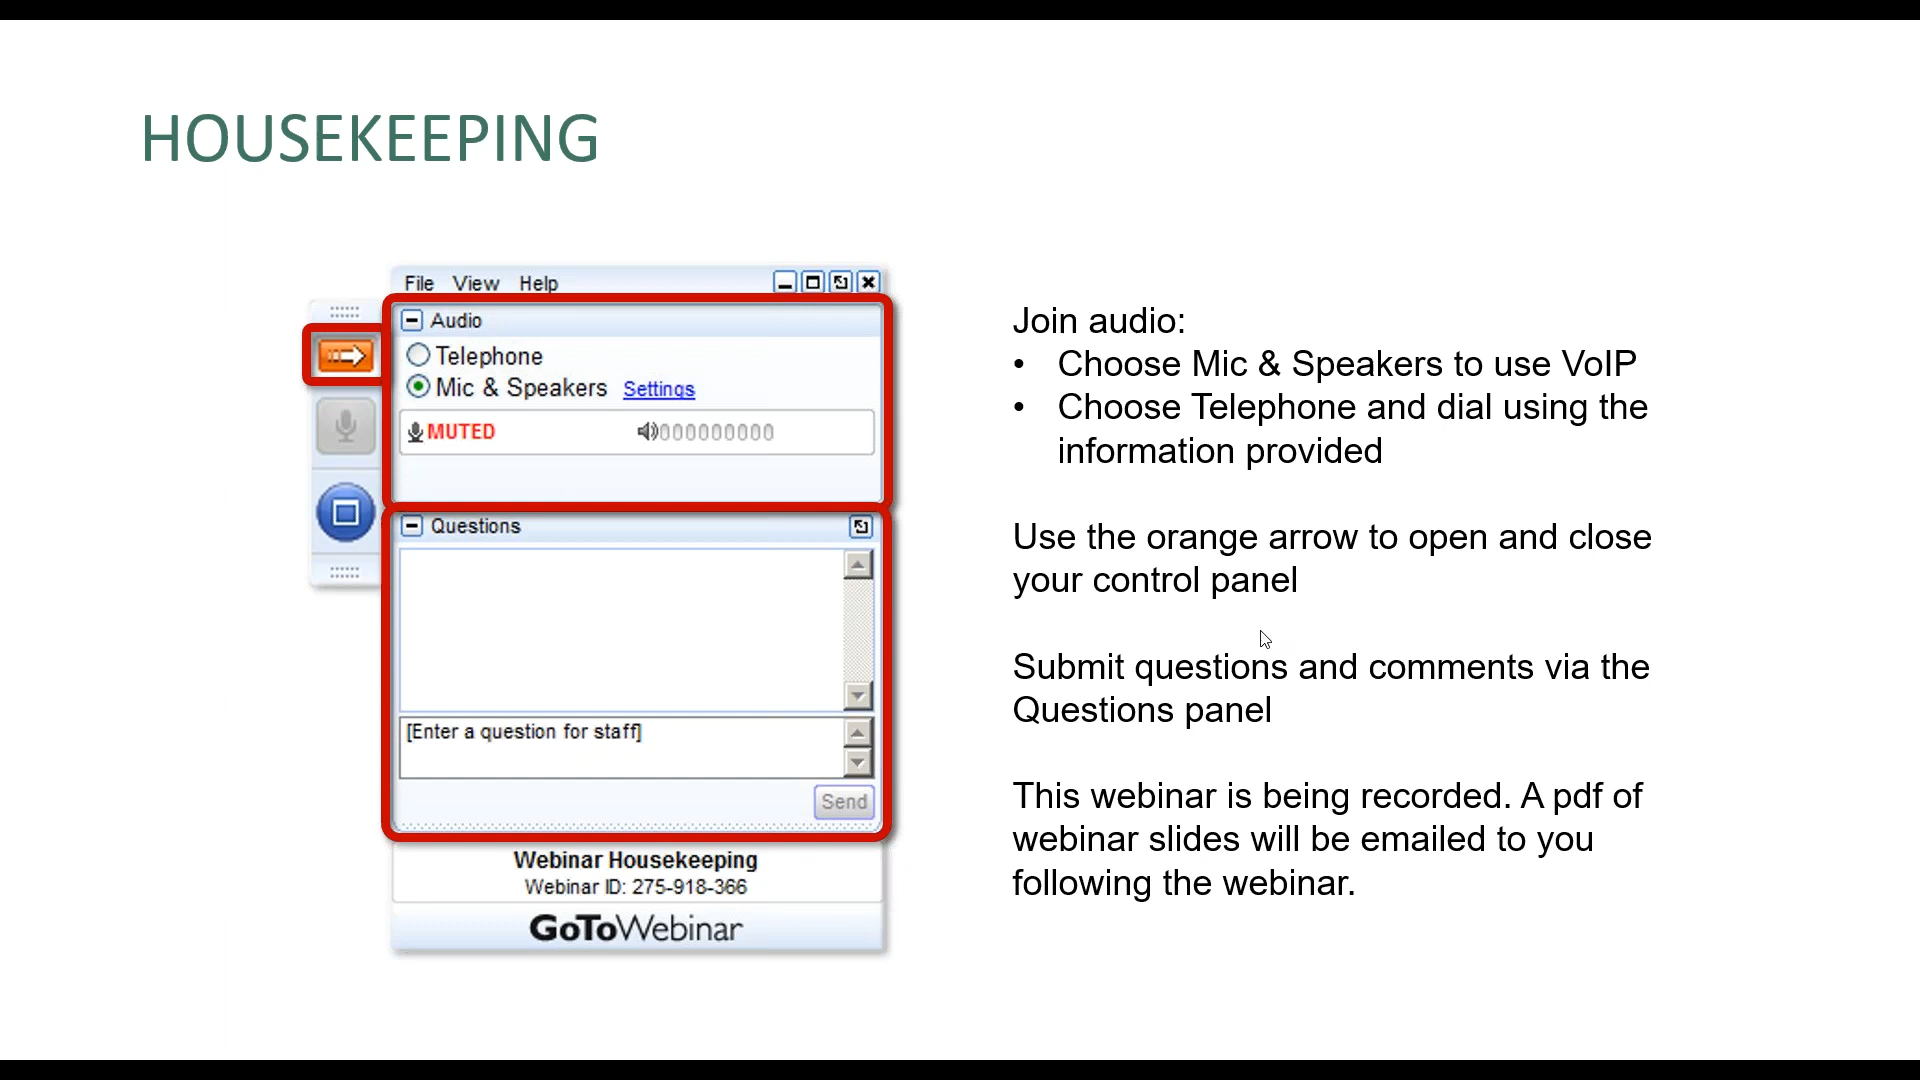 HOUSEKEEPING
File View Help
Audio
Telephone
Mic & Speakers Settings
MUTED
Questions
[Enter a question for staff]
Send
Webinar Housekeeping
Webinar ID: 275-918-366
GoToWebinar
Join audio:
• Choose Mic & Speakers to use VoIP
• Choose Telephone and dial using the
information provided
Use the orange arrow to open and close
your control panel
Submit questions and comments via the
Questions panel
This webinar is being recorded. A pdf of
webinar slides will be emailed to you
following the webinar.